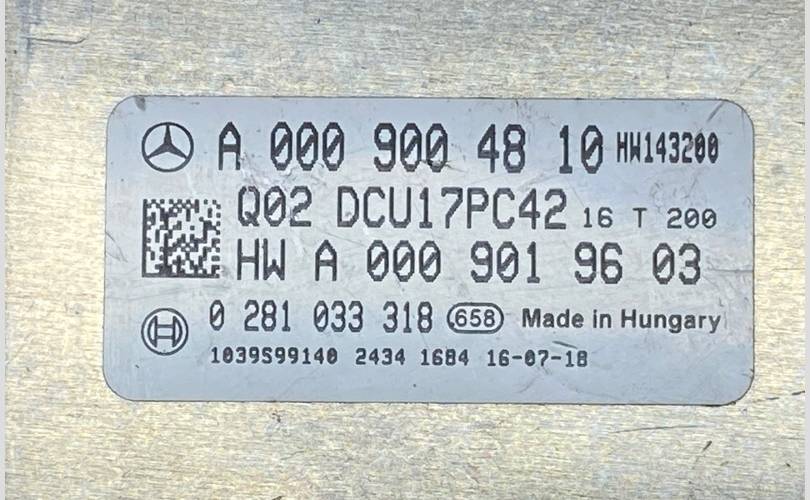 A 000 900 48 10 HW143200
Q02 DCU17PC42 16 T 200
HW A 000 901 96 03
0 281 033 318 658 Made in Hungary
1039S99140 2434 1684 16-07-18